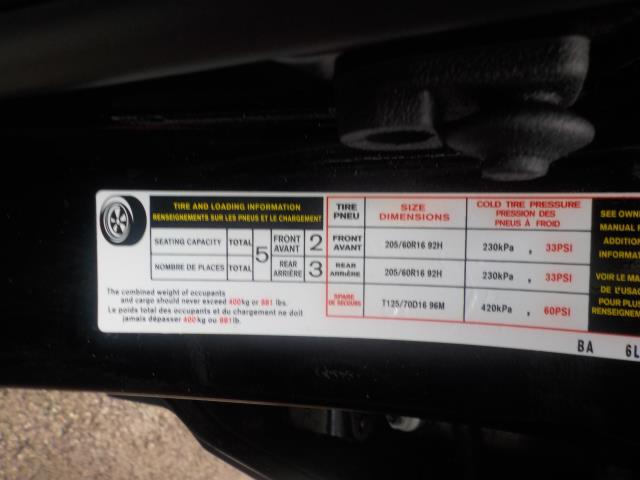 TIRE AND LOADING INFORMATION
RENSEIGNEMENTS SUR LES PNEUS ET LE CHARGEMENT
SEATING CAPACITY TOTAL 5 FRONT AVANT 2
NOMBRE DE PLACES TOTAL REAR ARRIÈRE 3
The combined weight of occupants
and cargo should never exceed 400kg or 881 lbs.
Le poids total des occupants et du chargement ne doit
jamais dépasser 400 kg ou 881 lb.
TIRE PNEU SIZE DIMENSIONS COLD TIRE PRESSURE PRESSION DES PNEUS À FROID
FRONT AVANT 205/60R16 92H 230kPa , 33PSI
REAR ARRIÈRE 205/60R16 92H 230kPa , 33PSI
SPARE DE SECOURS T125/70D16 96M 420kPa , 60PSI
SEE OWN
MANUAL F
ADDITIO
INFORMAT
VOIR LE MA
DE L'USAG
POUR PLUS
RENSEIGNEM
BA 6L